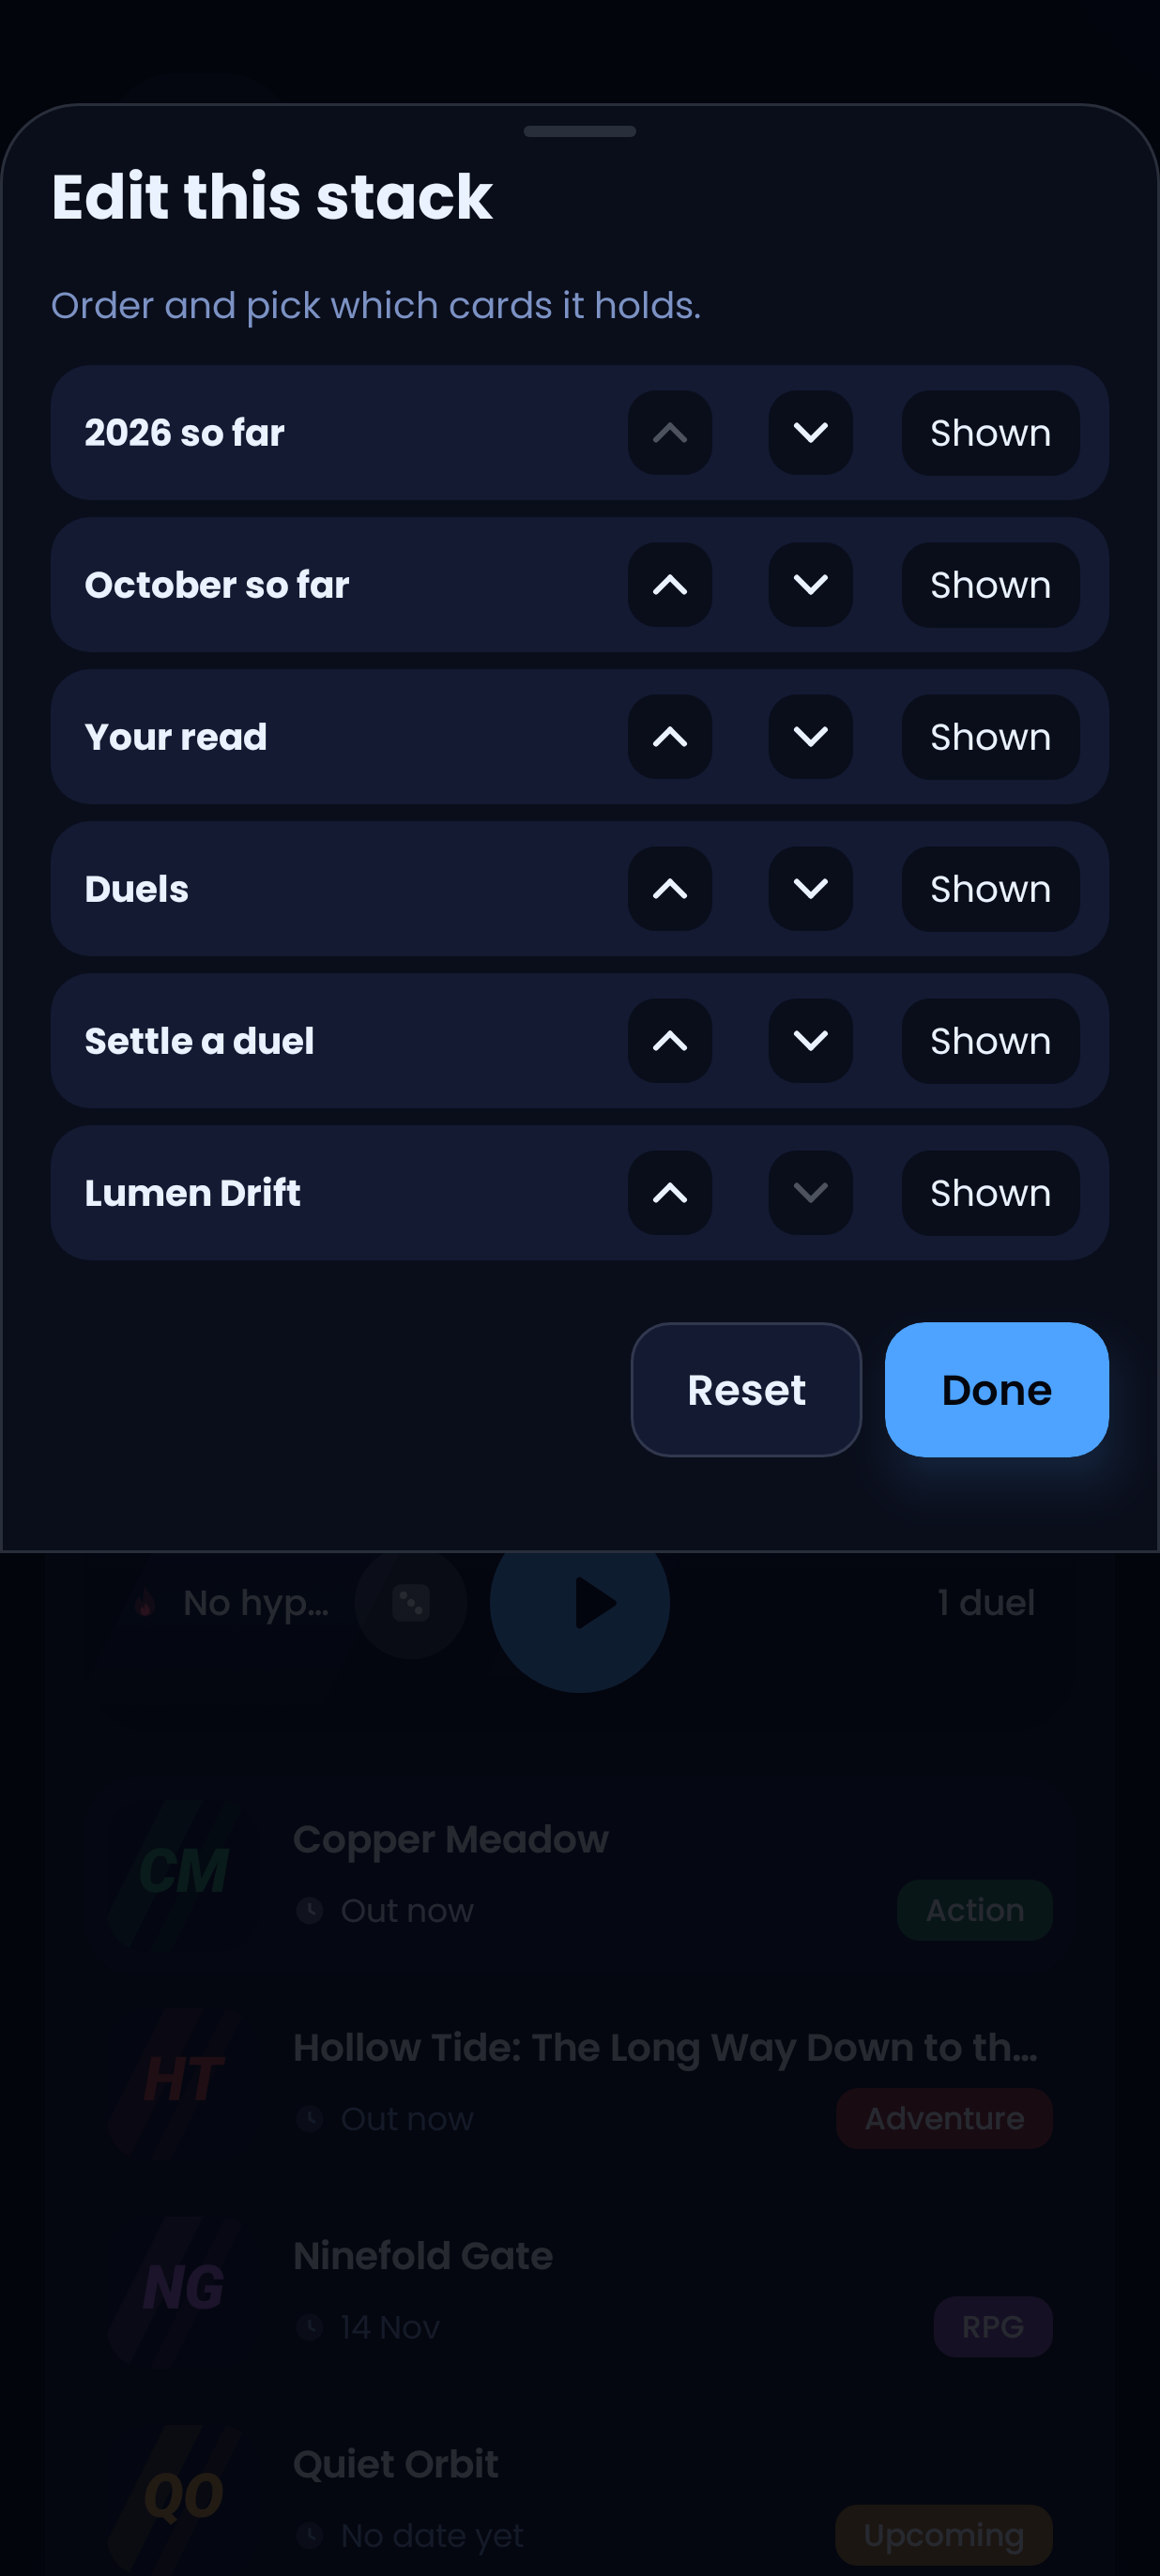 Edit this stack
Order and pick which cards it holds.
2026 so far
Shown
October so far
Shown
Your read
Shown
Duels
Shown
Settle a duel
Shown
Lumen Drift
Shown
Reset
Done
No hyp...
1 duel
CM
Copper Meadow
Out now
Action
HT
Hollow Tide: The Long Way Down to th...
Out now
Adventure
NG
Ninefold Gate
14 Nov
RPG
QO
Quiet Orbit
No date yet
Upcoming